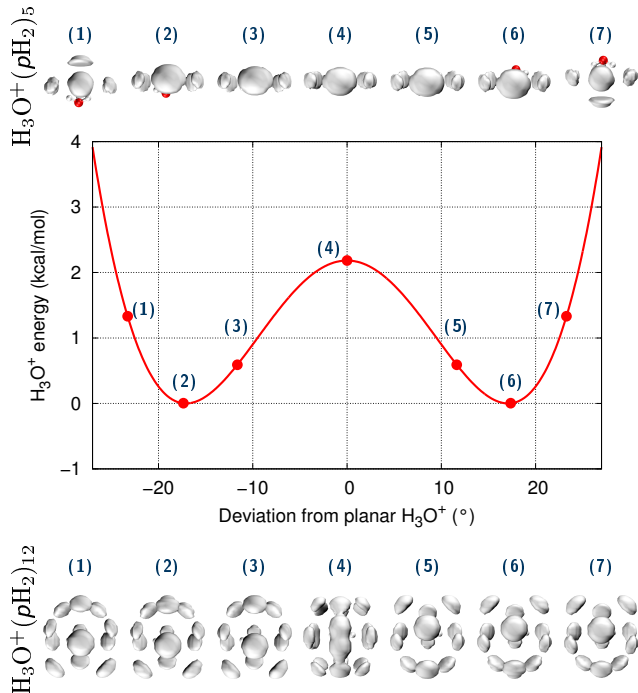 H₃O⁺(pH₂)₅
(1) (2) (3) (4) (5) (6) (7)
4
3
2
1
0
−1
H₃O⁺ energy (kcal/mol)
(4)
(1) (3) (5) (7)
(2) (6)
−20 −10 0 10 20
Deviation from planar H₃O⁺ (°)
H₃O⁺(pH₂)₁₂
(1) (2) (3) (4) (5) (6) (7)